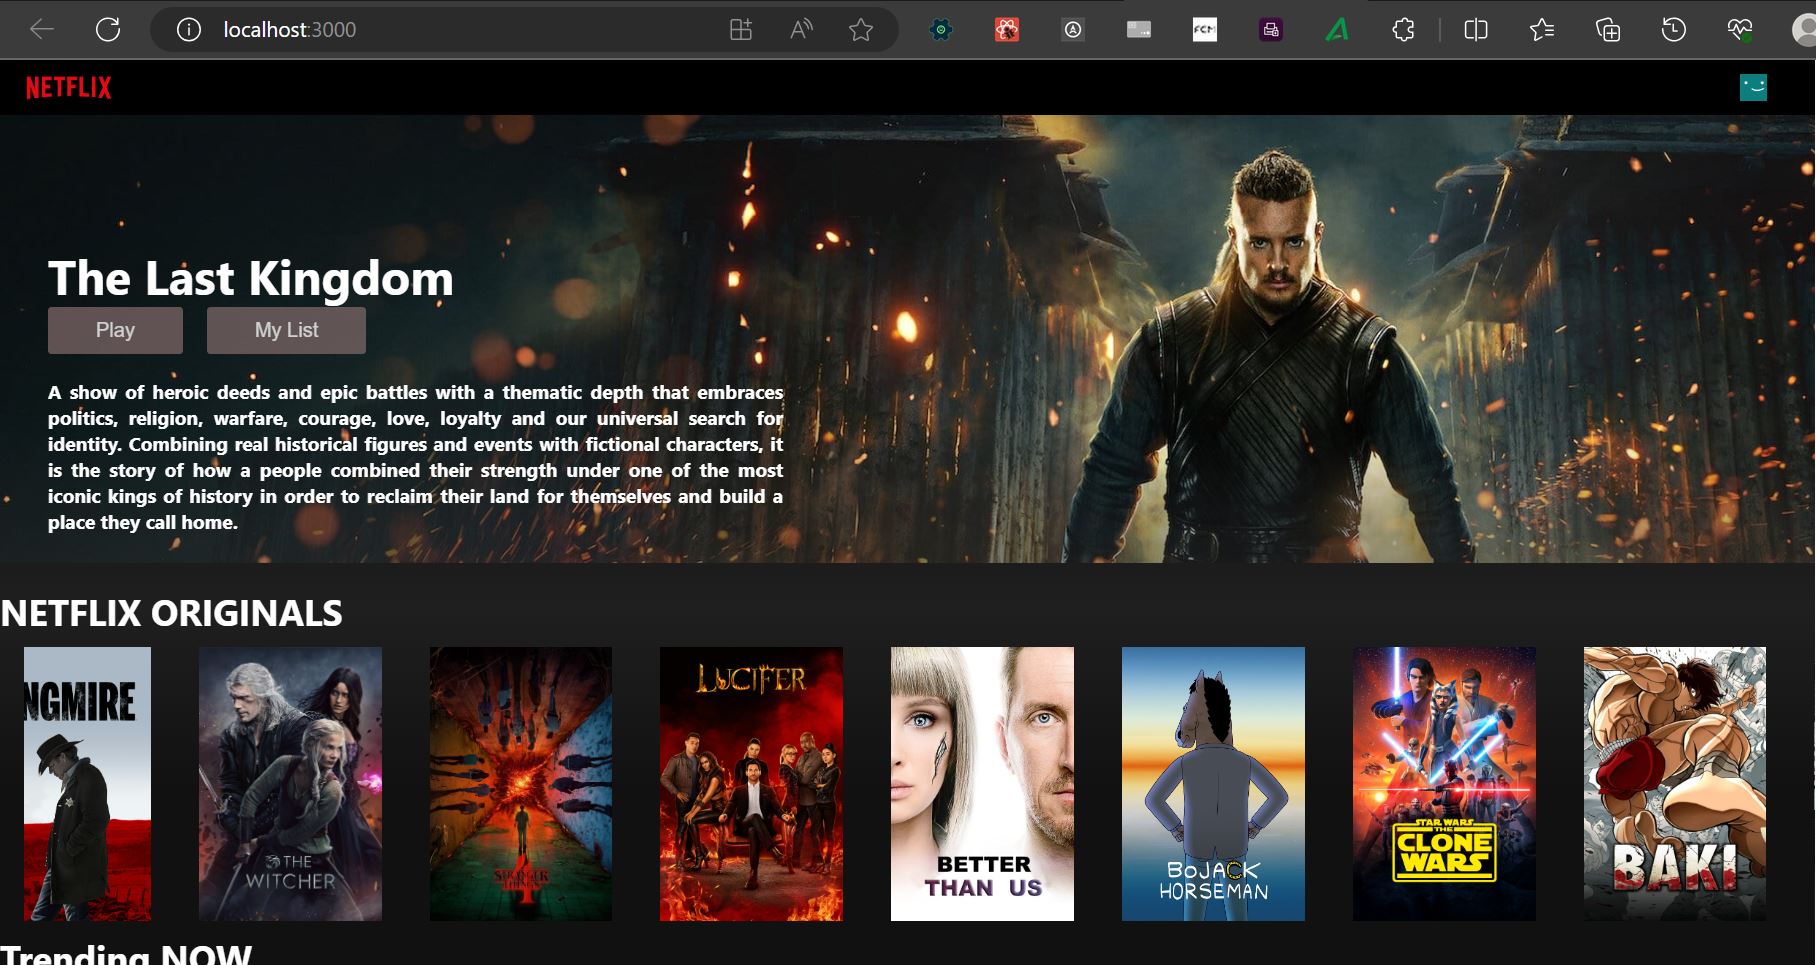 localhost:3000
NETFLIX
The Last Kingdom
Play My List
A show of heroic deeds and epic battles with a thematic depth that embraces
politics, religion, warfare, courage, love, loyalty and our universal search for
identity. Combining real historical figures and events with fictional characters, it
is the story of how a people combined their strength under one of the most
iconic kings of history in order to reclaim their land for themselves and build a
place they call home.
NETFLIX ORIGINALS
NGMIRE
THE
WITCHER
STRANGER
THINGS
4
LUCIFER
BETTER
THAN US
BOJACK
HORSEMAN
STAR WARS
THE
CLONE
WARS
BAKI
Trending NOW